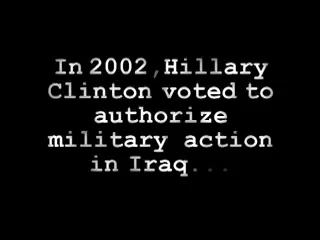 In 2002,Hillary
Clinton voted to
authorize
military action
in Iraq...